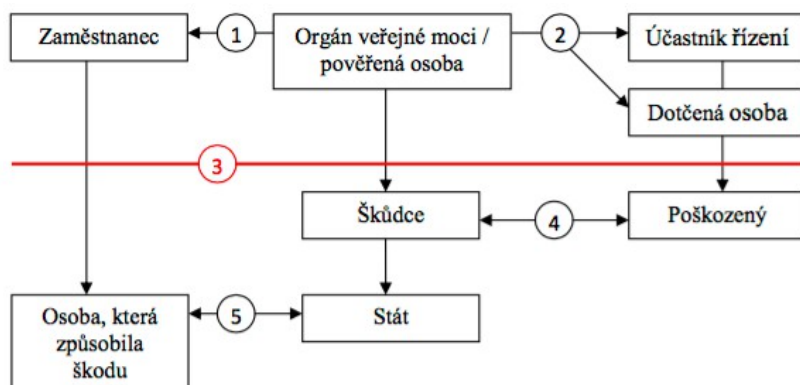 Zaměstnanec
1
Orgán veřejné moci /
pověřená osoba
2
Účastník řízení
Dotčená osoba
3
Škůdce
4
Poškozený
Osoba, která
způsobila
škodu
5
Stát